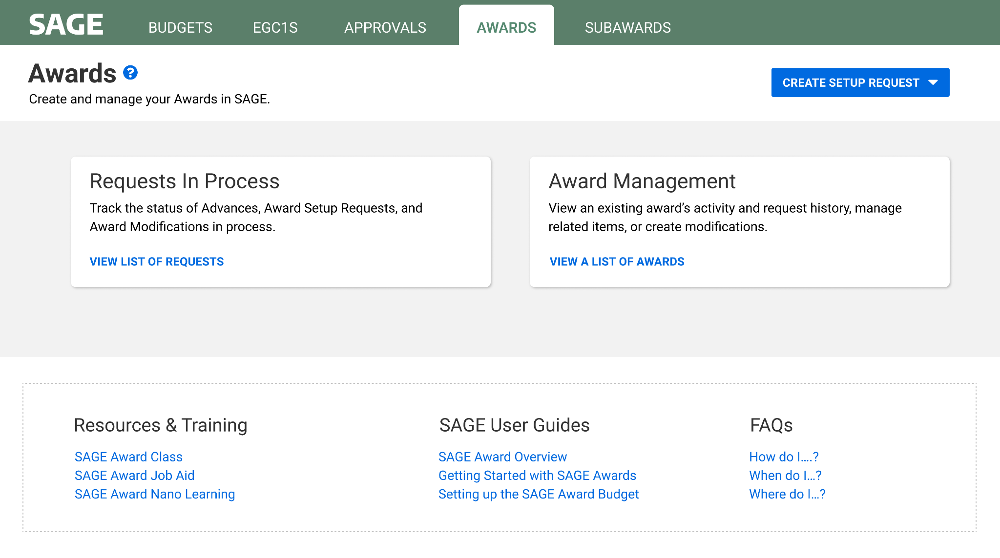 SAGE BUDGETS EGC1S APPROVALS AWARDS SUBAWARDS
Awards ?
Create and manage your Awards in SAGE.
CREATE SETUP REQUEST
Requests In Process
Track the status of Advances, Award Setup Requests, and
Award Modifications in process.
VIEW LIST OF REQUESTS
Award Management
View an existing award’s activity and request history, manage
related items, or create modifications.
VIEW A LIST OF AWARDS
Resources & Training
SAGE Award Class
SAGE Award Job Aid
SAGE Award Nano Learning
SAGE User Guides
SAGE Award Overview
Getting Started with SAGE Awards
Setting up the SAGE Award Budget
FAQs
How do I....?
When do I...?
Where do I...?